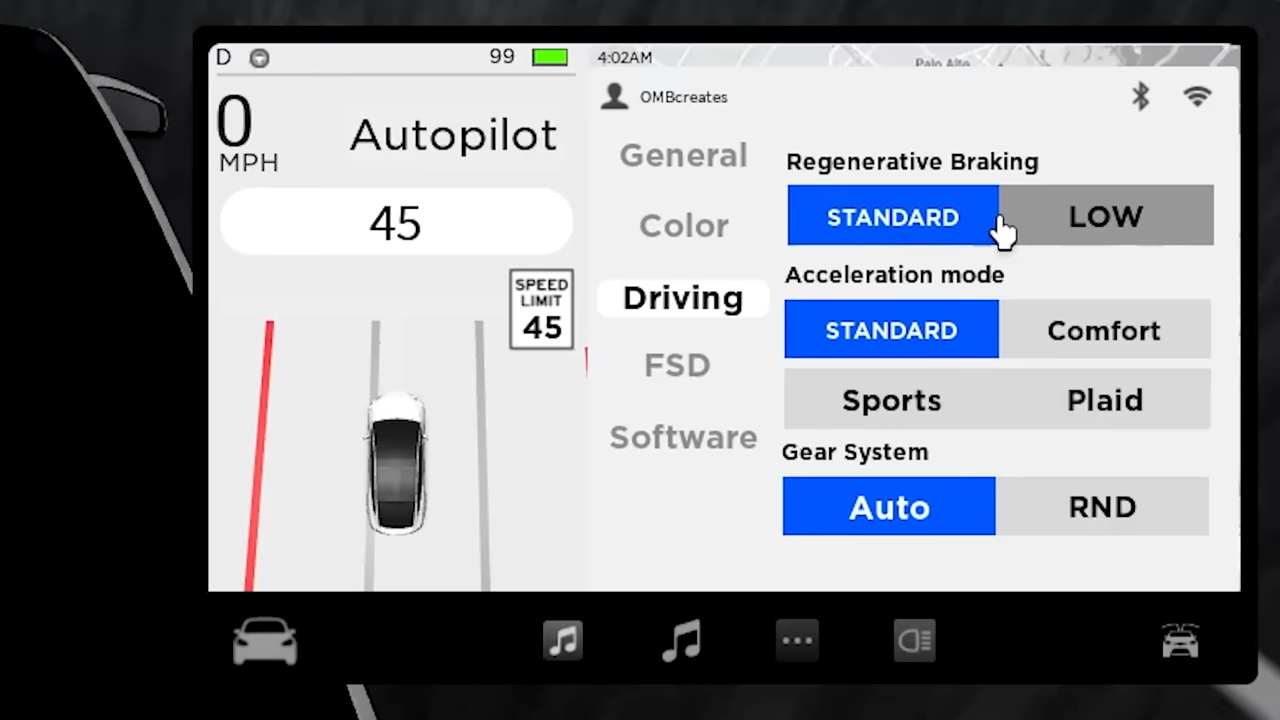 D
99
4:02AM
Palo Alto
0
MPH
Autopilot
45
SPEED
LIMIT
45
OMBcreates
General
Color
Driving
FSD
Software
Regenerative Braking
STANDARD LOW
Acceleration mode
STANDARD Comfort
Sports Plaid
Gear System
Auto RND